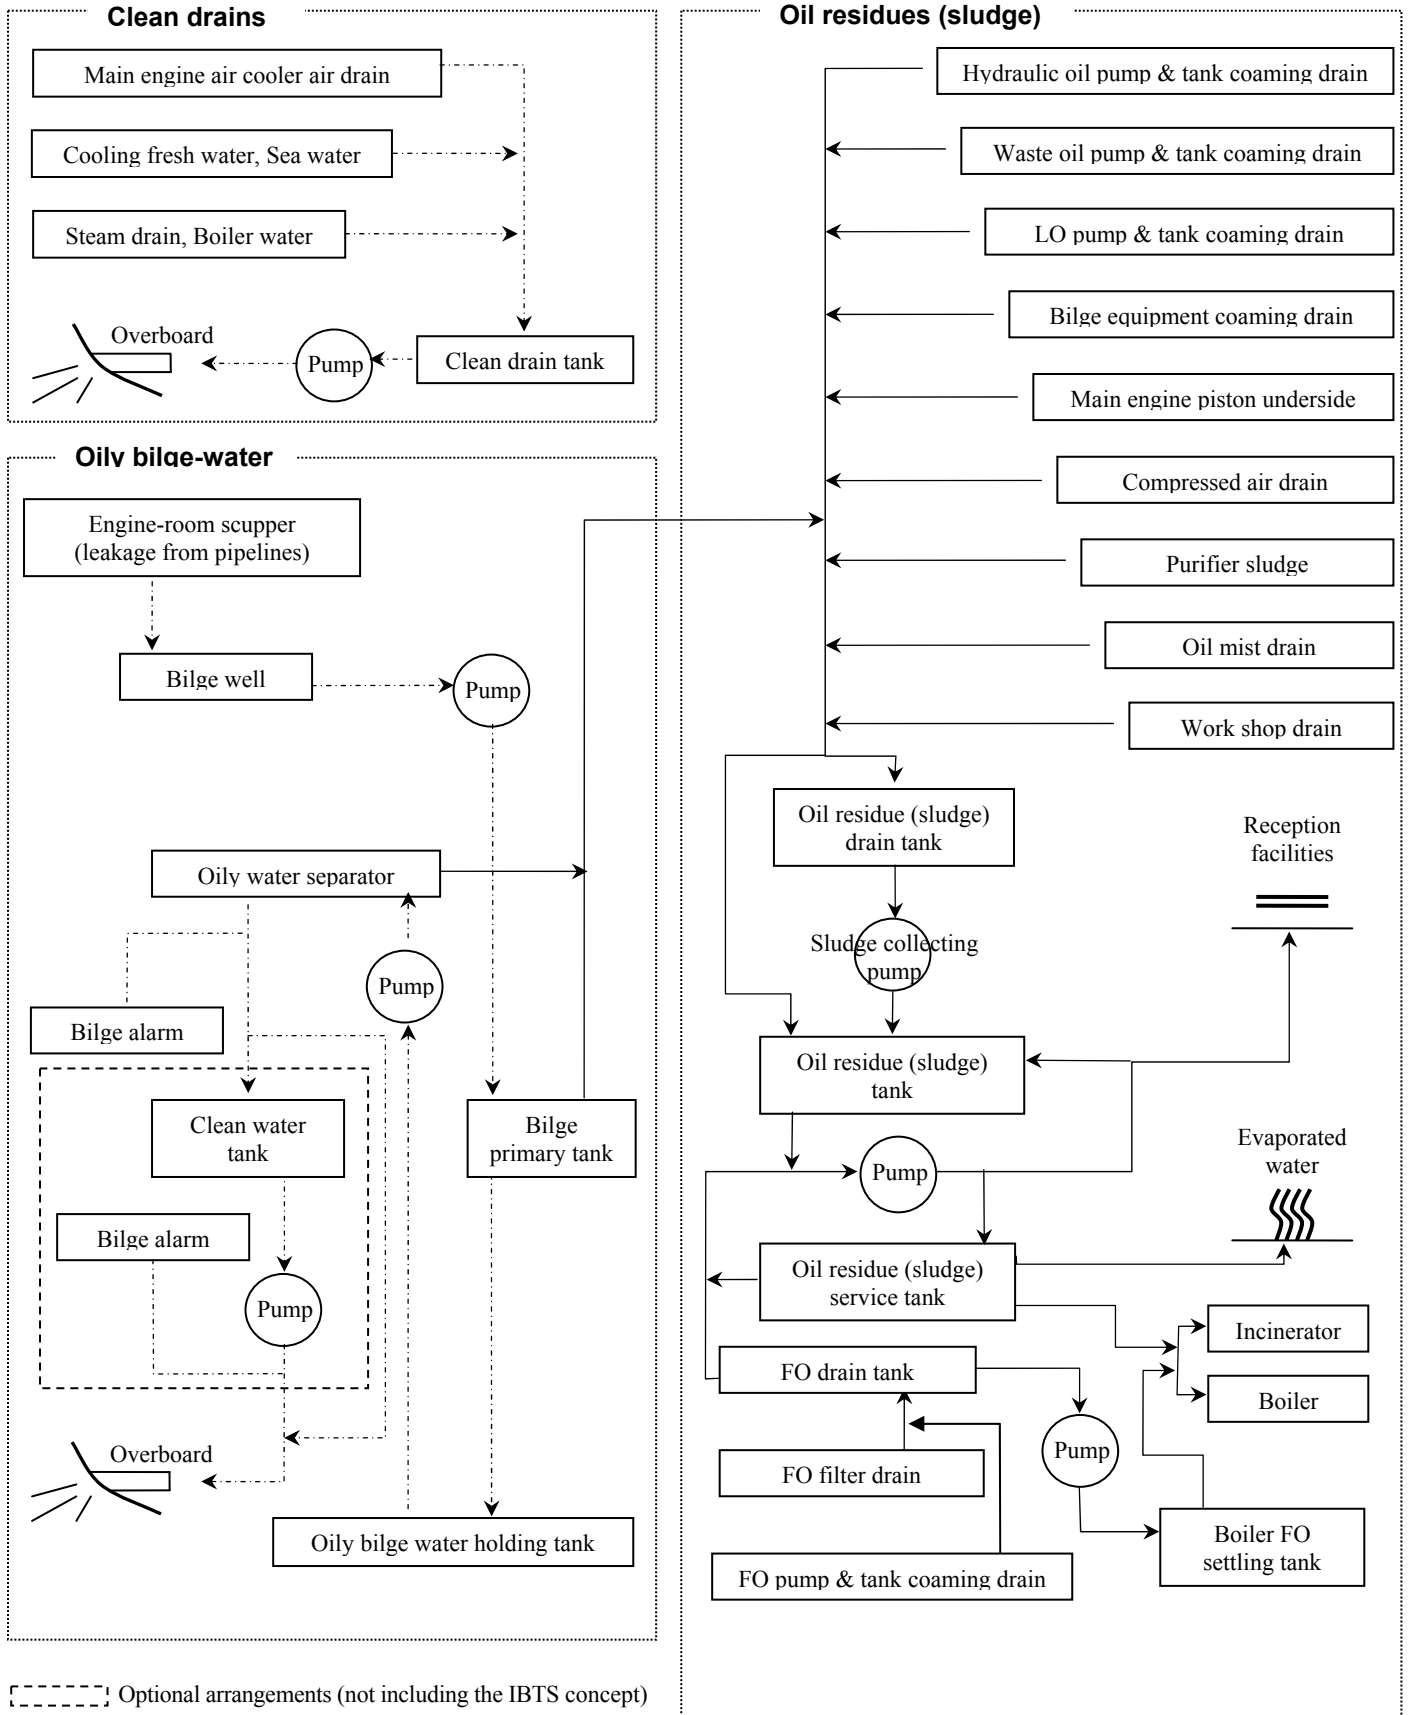 Clean drains
Main engine air cooler air drain
Cooling fresh water, Sea water
Steam drain, Boiler water
Overboard
Pump
Clean drain tank
Oily bilge-water
Engine-room scupper
(leakage from pipelines)
Bilge well
Pump
Oily water separator
Pump
Bilge alarm
Clean water
tank
Bilge
primary tank
Bilge alarm
Pump
Overboard
Oily bilge water holding tank
Optional arrangements (not including the IBTS concept)
Oil residues (sludge)
Hydraulic oil pump & tank coaming drain
Waste oil pump & tank coaming drain
LO pump & tank coaming drain
Bilge equipment coaming drain
Main engine piston underside
Compressed air drain
Purifier sludge
Oil mist drain
Work shop drain
Oil residue (sludge)
drain tank
Reception
facilities
Sludge collecting
pump
Oil residue (sludge)
tank
Pump
Evaporated
water
Oil residue (sludge)
service tank
Incinerator
FO drain tank
Boiler
Pump
FO filter drain
Boiler FO
settling tank
FO pump & tank coaming drain